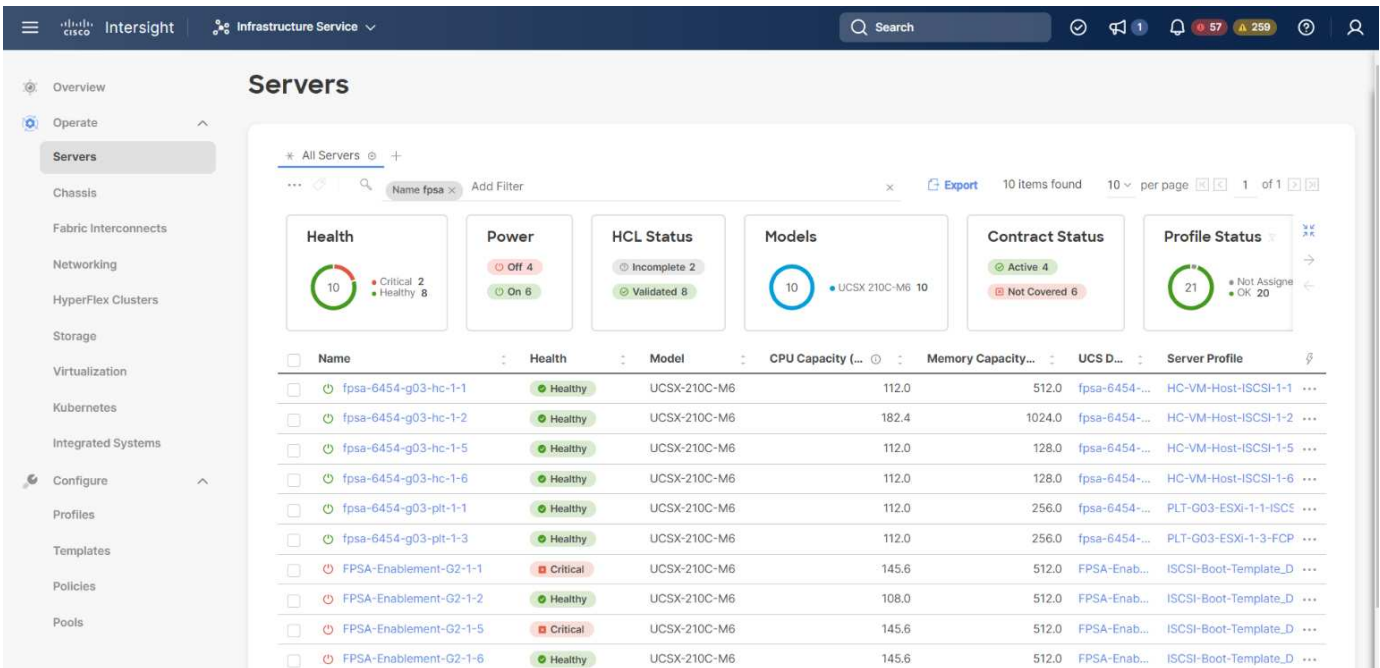 cisco Intersight Infrastructure Service Search 1 57 259
Overview
Servers
Operate
Servers
Chassis
Fabric Interconnects
Networking
HyperFlex Clusters
Storage
Virtualization
Kubernetes
Integrated Systems
Configure
Profiles
Templates
Policies
Pools
All Servers
Name fpsa × Add Filter × Export 10 items found 10 per page 1 of 1
Health
10
Critical 2
Healthy 8
Power
Off 4
On 6
HCL Status
Incomplete 2
Validated 8
Models
10
UCSX 210C-M6 10
Contract Status
Active 4
Not Covered 6
Profile Status
21
Not Assigne
OK 20
Name Health Model CPU Capacity (... Memory Capacity... UCS D... Server Profile
fpsa-6454-g03-hc-1-1 Healthy UCSX-210C-M6 112.0 512.0 fpsa-6454-... HC-VM-Host-ISCSI-1-1 ...
fpsa-6454-g03-hc-1-2 Healthy UCSX-210C-M6 182.4 1024.0 fpsa-6454-... HC-VM-Host-ISCSI-1-2 ...
fpsa-6454-g03-hc-1-5 Healthy UCSX-210C-M6 112.0 128.0 fpsa-6454-... HC-VM-Host-ISCSI-1-5 ...
fpsa-6454-g03-hc-1-6 Healthy UCSX-210C-M6 112.0 128.0 fpsa-6454-... HC-VM-Host-ISCSI-1-6 ...
fpsa-6454-g03-plt-1-1 Healthy UCSX-210C-M6 112.0 256.0 fpsa-6454-... PLT-G03-ESXi-1-1-ISCS ...
fpsa-6454-g03-plt-1-3 Healthy UCSX-210C-M6 112.0 256.0 fpsa-6454-... PLT-G03-ESXi-1-3-FCP ...
FPSA-Enablement-G2-1-1 Critical UCSX-210C-M6 145.6 512.0 FPSA-Enab... ISCSI-Boot-Template_D ...
FPSA-Enablement-G2-1-2 Healthy UCSX-210C-M6 108.0 512.0 FPSA-Enab... ISCSI-Boot-Template_D ...
FPSA-Enablement-G2-1-5 Critical UCSX-210C-M6 145.6 512.0 FPSA-Enab... ISCSI-Boot-Template_D ...
FPSA-Enablement-G2-1-6 Healthy UCSX-210C-M6 145.6 512.0 FPSA-Enab... ISCSI-Boot-Template_D ...